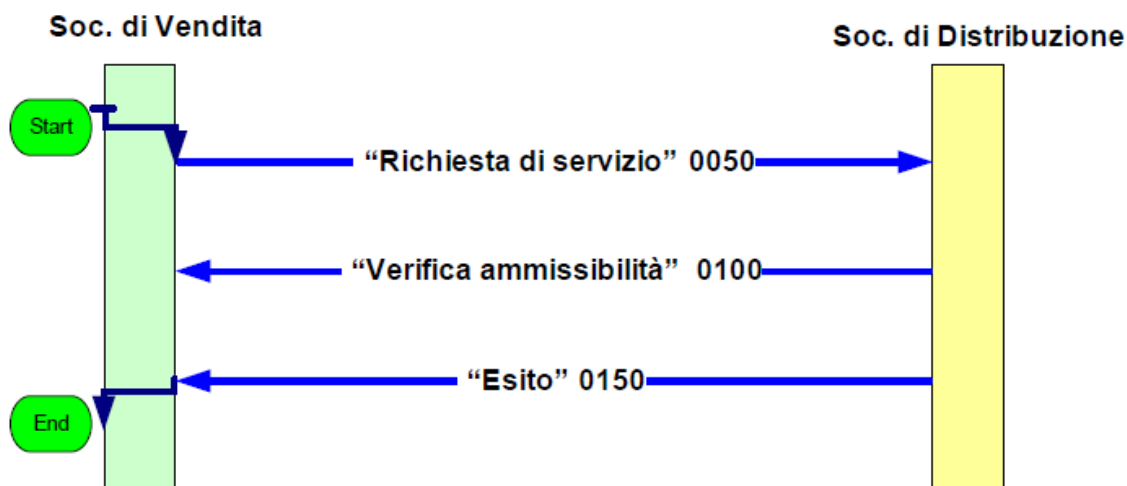 Soc. di Vendita
Soc. di Distribuzione
Start
“Richiesta di servizio” 0050
“Verifica ammissibilità” 0100
“Esito” 0150
End